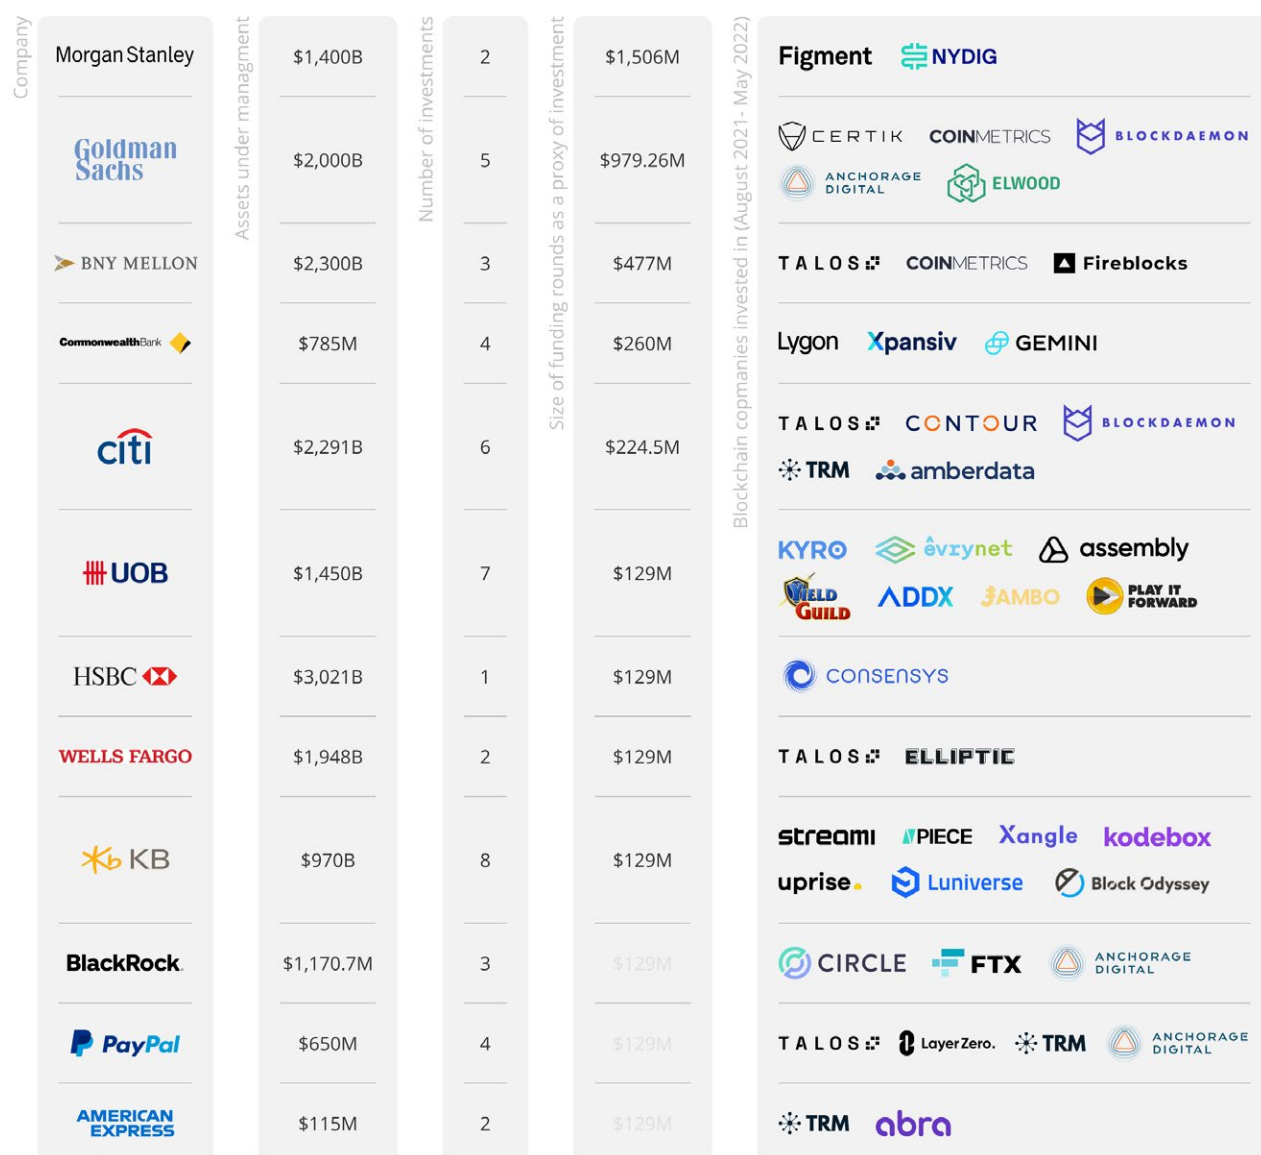 Company
Assets under managment
Number of investments
Size of funding rounds as a proxy of investment
Blockchain copmanies invested in (August 2021- May 2022)
Morgan Stanley $1,400B 2 $1,506M Figment NYDIG
Goldman
Sachs
$2,000B 5 $979.26M
CERTIK COINMETRICS BLOCKDAEMON
ANCHORAGE
DIGITAL
ELWOOD
BNY MELLON $2,300B 3 $477M TALOS COINMETRICS Fireblocks
CommonwealthBank $785M 4 $260M Lygon Xpansiv GEMINI
citi $2,291B 6 $224.5M
TALOS CONTOUR BLOCKDAEMON
TRM amberdata
UOB $1,450B 7 $129M
KYRO êvrynet assembly
YIELD
GUILD
ADDX JAMBO
PLAY IT
FORWARD
HSBC $3,021B 1 $129M CONSENSYS
WELLS FARGO $1,948B 2 $129M TALOS ELLIPTIC
KB $970B 8 $129M
streami PIECE Xangle kodebox
uprise. Luniverse Block Odyssey
BlackRock. $1,170.7M 3 $129M CIRCLE FTX
ANCHORAGE
DIGITAL
PayPal $650M 4 $129M TALOS LayerZero. TRM
ANCHORAGE
DIGITAL
AMERICAN
EXPRESS
$115M 2 $129M TRM abra